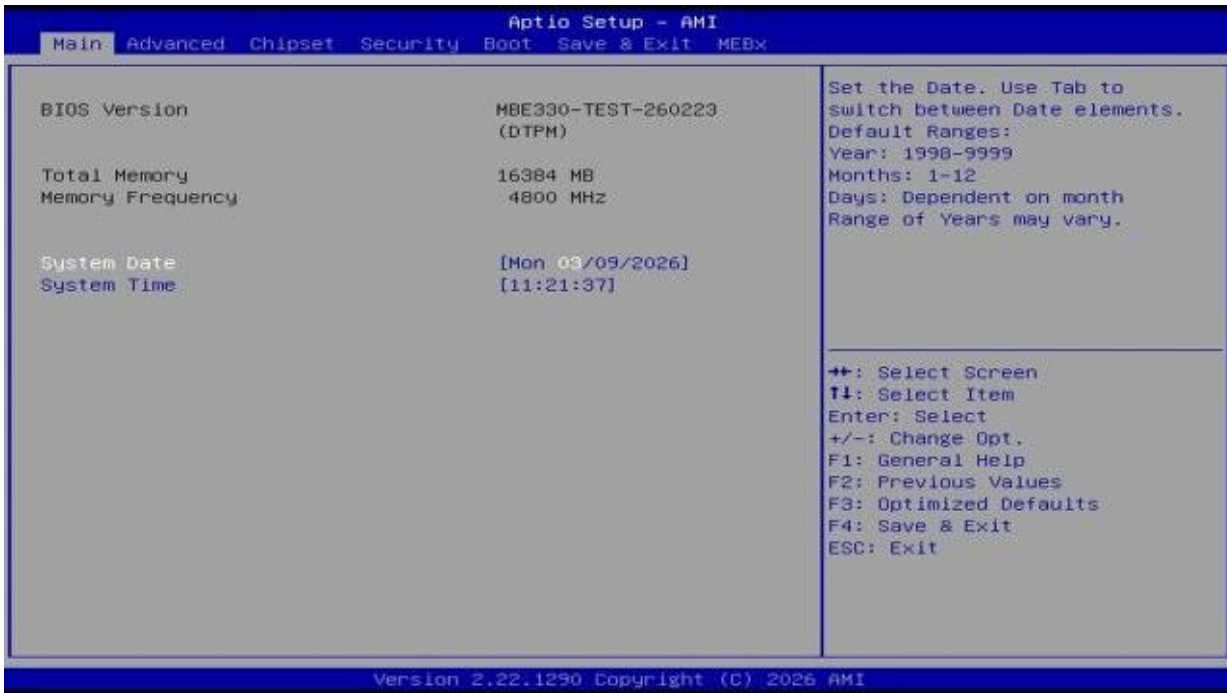 Aptio Setup - AMI
Main Advanced Chipset Security Boot Save & Exit MEBx
BIOS Version MBE330-TEST-260223
(DTPM)
Total Memory 16384 MB
Memory Frequency 4800 MHz
System Date [Mon 03/09/2026]
System Time [11:21:37]
Set the Date. Use Tab to
switch between Date elements.
Default Ranges:
Year: 1998-9999
Months: 1-12
Days: Dependent on month
Range of Years may vary.
→←: Select Screen
↑↓: Select Item
Enter: Select
+/-: Change Opt.
F1: General Help
F2: Previous Values
F3: Optimized Defaults
F4: Save & Exit
ESC: Exit
Version 2.22.1290 Copyright (C) 2026 AMI